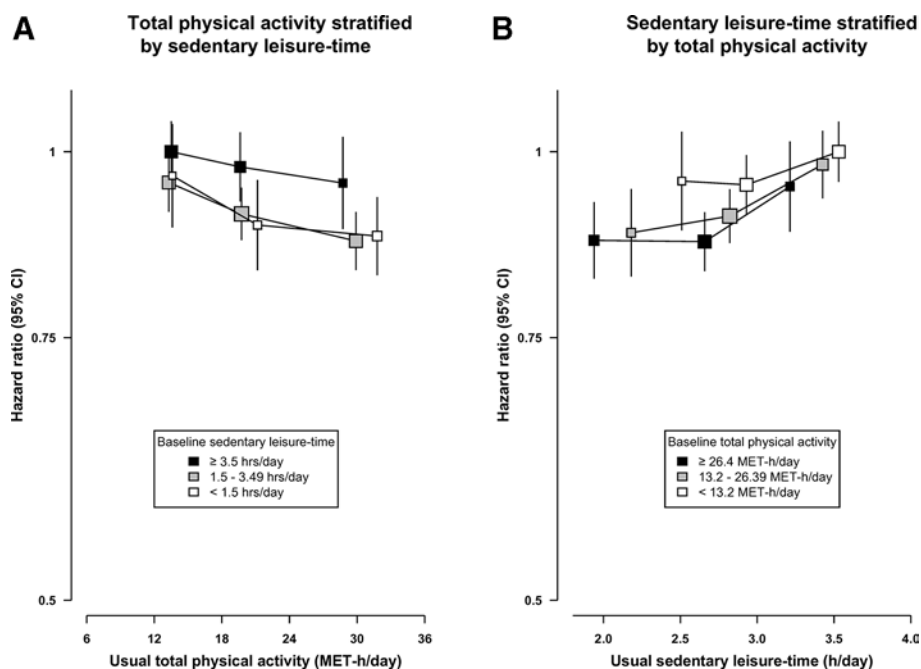 A
Total physical activity stratified
by sedentary leisure-time
Hazard ratio (95% CI)
1
0.75
0.5
Baseline sedentary leisure-time
≥ 3.5 hrs/day
1.5 - 3.49 hrs/day
< 1.5 hrs/day
6 12 18 24 30 36
Usual total physical activity (MET-h/day)
B
Sedentary leisure-time stratified
by total physical activity
Hazard ratio (95% CI)
1
0.75
0.5
Baseline total physical activity
≥ 26.4 MET-h/day
13.2 - 26.39 MET-h/day
< 13.2 MET-h/day
2.0 2.5 3.0 3.5 4.0
Usual sedentary leisure-time (h/day)